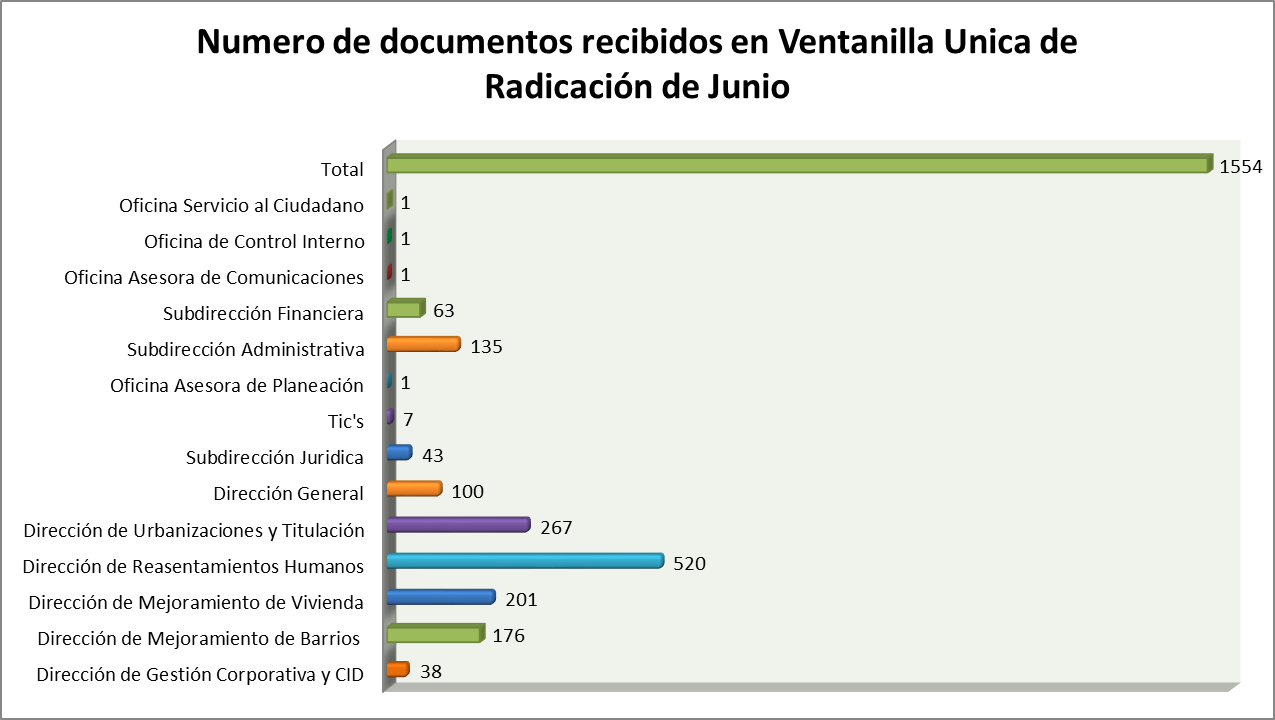 Numero de documentos recibidos en Ventanilla Unica de
Radicación de Junio
Total 1554
Oficina Servicio al Ciudadano 1
Oficina de Control Interno 1
Oficina Asesora de Comunicaciones 1
Subdirección Financiera 63
Subdirección Administrativa 135
Oficina Asesora de Planeación 1
Tic's 7
Subdirección Juridica 43
Dirección General 100
Dirección de Urbanizaciones y Titulación 267
Dirección de Reasentamientos Humanos 520
Dirección de Mejoramiento de Vivienda 201
Dirección de Mejoramiento de Barrios 176
Dirección de Gestión Corporativa y CID 38